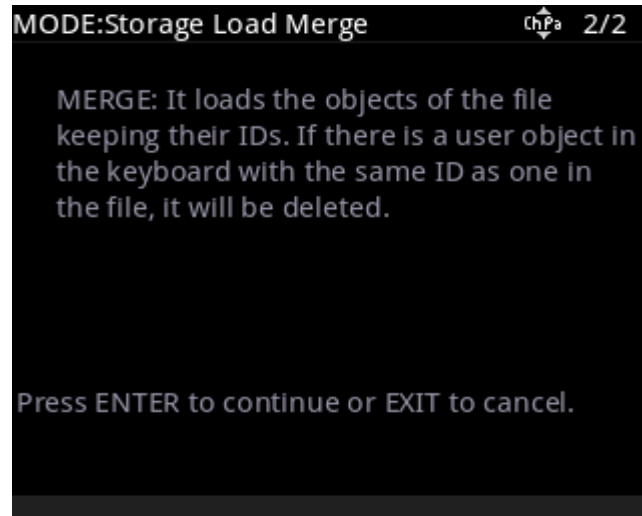 MODE:Storage Load Merge ChPa 2/2
MERGE: It loads the objects of the file
keeping their IDs. If there is a user object in
the keyboard with the same ID as one in
the file, it will be deleted.
Press ENTER to continue or EXIT to cancel.